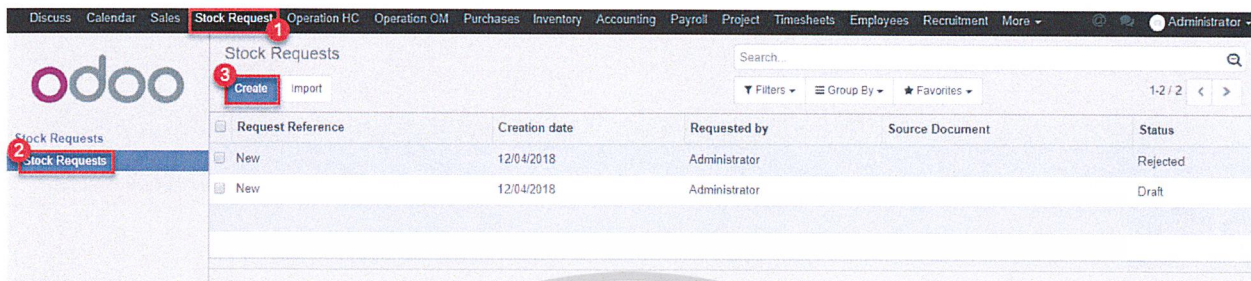 Discuss Calendar Sales Stock Request Operation HC Operation OM Purchases Inventory Accounting Payroll Project Timesheets Employees Recruitment More @ Administrator
1
odoo
Stock Requests
Search...
3
Create Import
Filters Group By Favorites 1-2 / 2 < >
Stock Requests
2
Stock Requests
Request Reference Creation date Requested by Source Document Status
New 12/04/2018 Administrator Rejected
New 12/04/2018 Administrator Draft